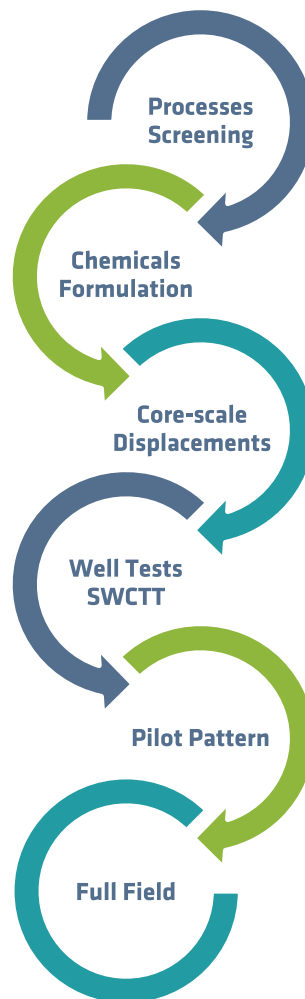 Processes
Screening
Chemicals
Formulation
Core-scale
Displacements
Well Tests
SWCTT
Pilot Pattern
Full Field